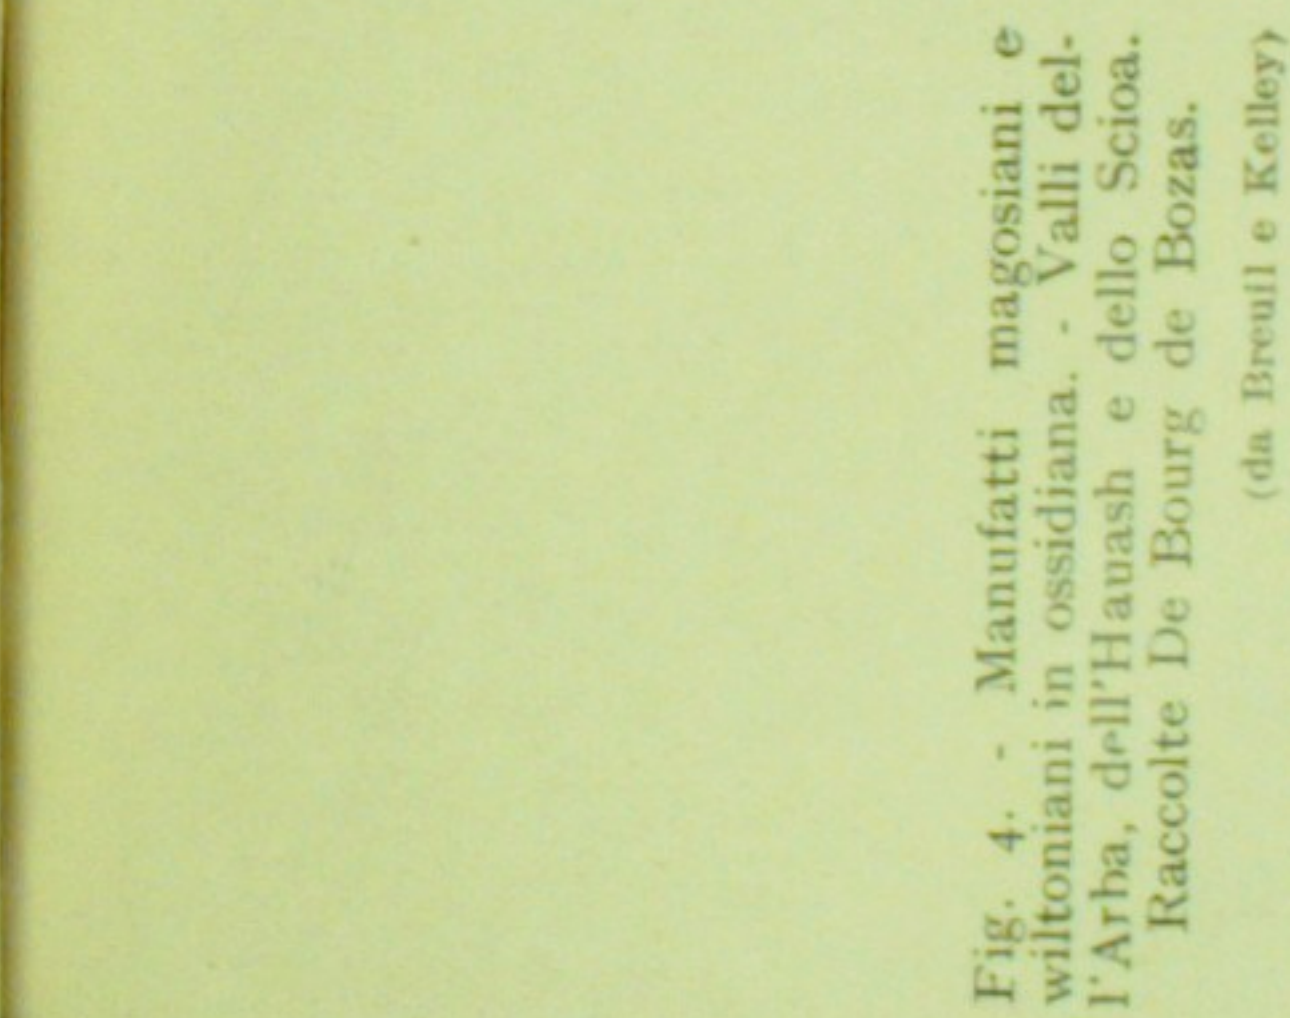 Fig. 4. - Manufatti magosiani e
wiltoniani in ossidiana. - Valli del-
l'Arba, dell'Hauash e dello Scioa.
Raccolte De Bourg de Bozas.
(da Breuil e Kelley)